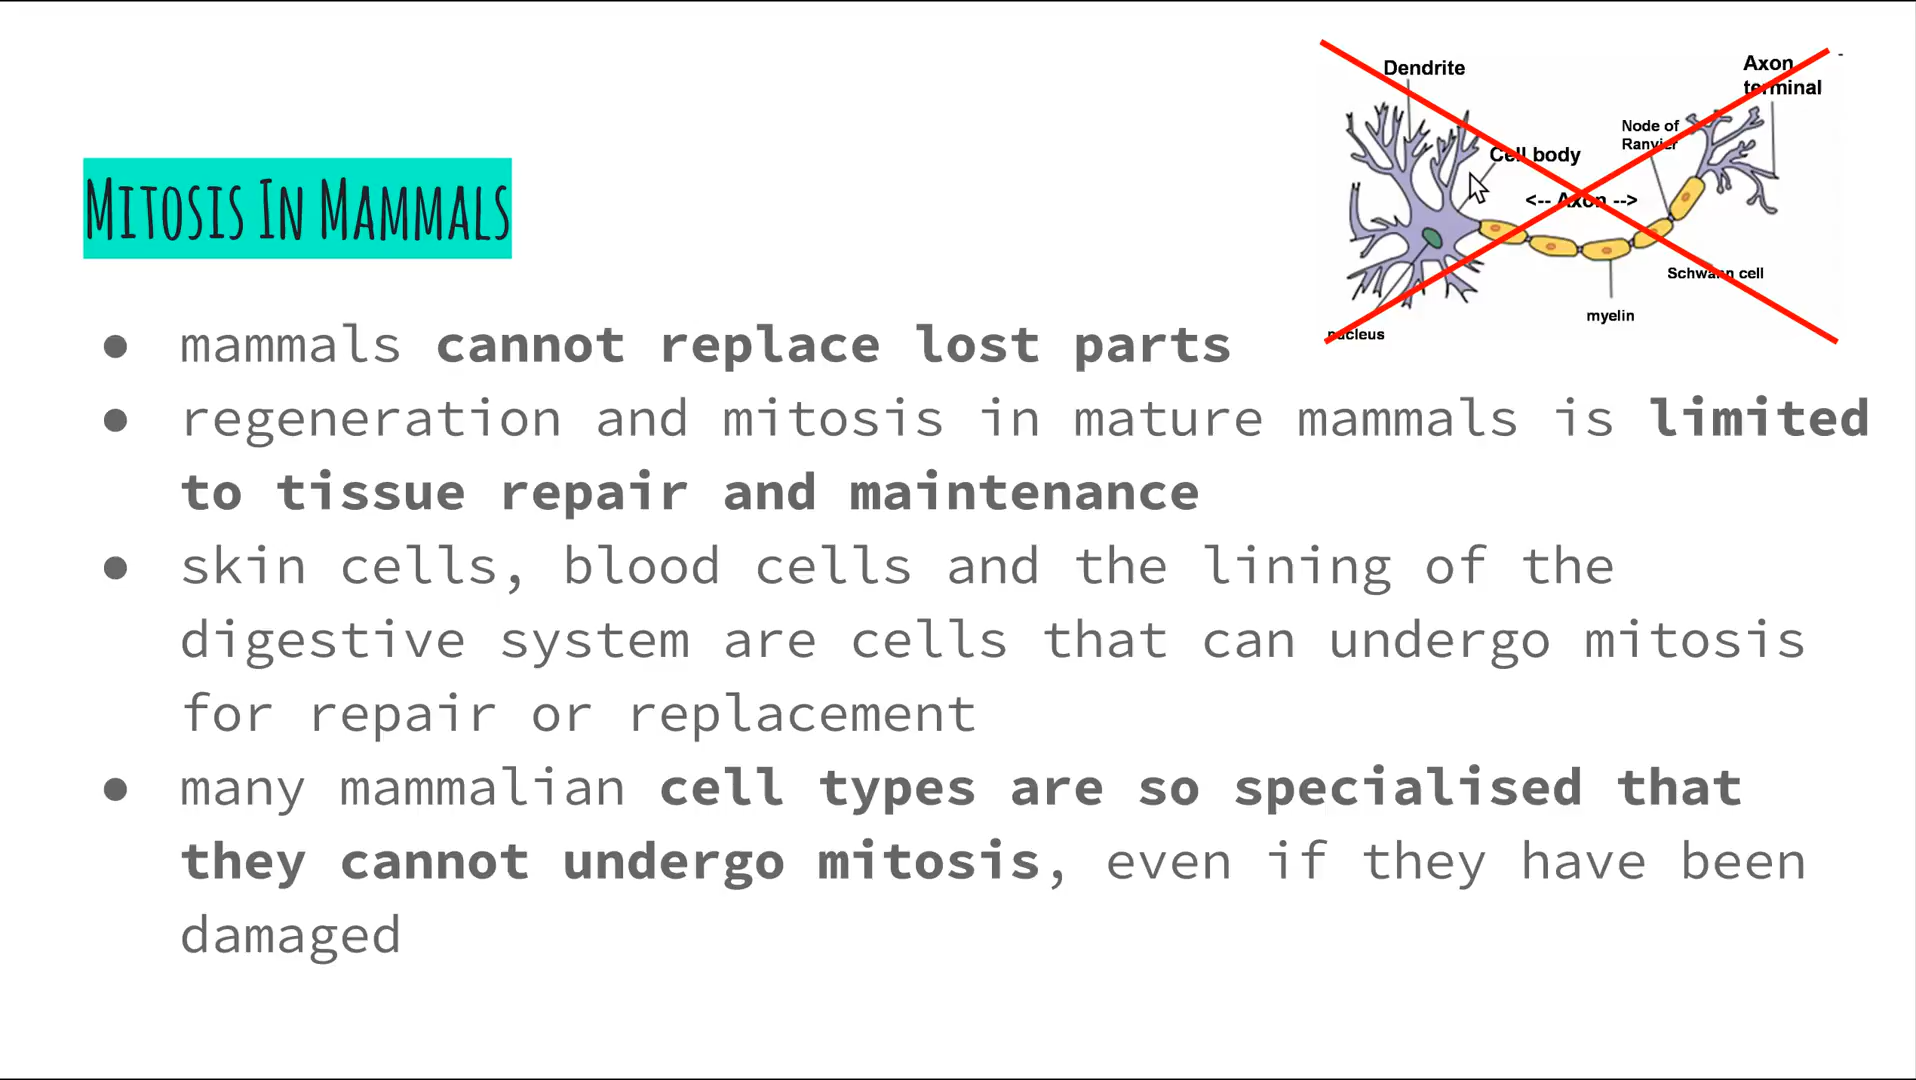 Dendrite
Axon
terminal
Node of
Ranvier
Cell body
<-- Axon -->
Schwann cell
myelin
nucleus
Mitosis In Mammals
● mammals cannot replace lost parts
● regeneration and mitosis in mature mammals is limited
to tissue repair and maintenance
● skin cells, blood cells and the lining of the
digestive system are cells that can undergo mitosis
for repair or replacement
● many mammalian cell types are so specialised that
they cannot undergo mitosis, even if they have been
damaged